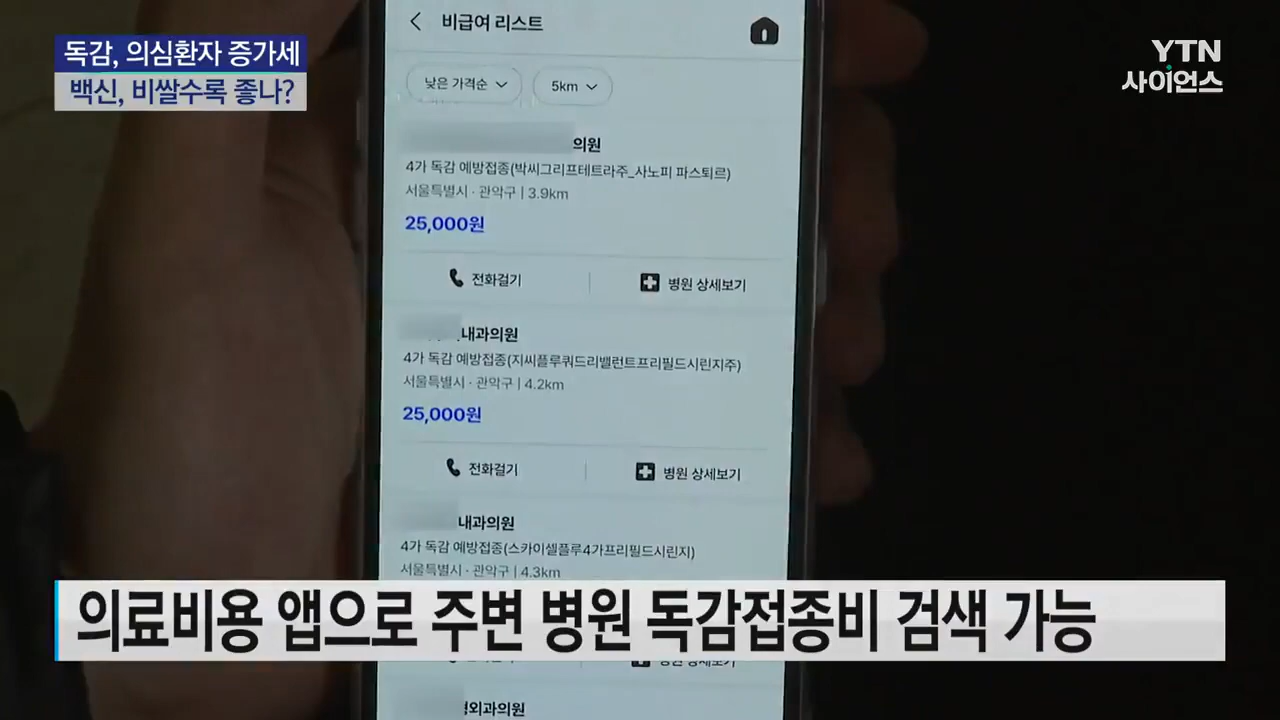 독감, 의심환자 증가세
백신, 비쌀수록 좋나?
YTN
사이언스
비급여 리스트
낮은 가격순
5km
의원
4가 독감 예방접종(박씨그리프테트라주_사노피 파스퇴르)
서울특별시 · 관악구 | 3.9km
25,000원
전화걸기
병원 상세보기
내과의원
4가 독감 예방접종(지씨플루쿼드리밸런트프리필드시린지주)
서울특별시 · 관악구 | 4.2km
25,000원
전화걸기
병원 상세보기
내과의원
4가 독감 예방접종(스카이셀플루4가프리필드시린지)
서울특별시 · 관악구 | 4.3km
의료비용 앱으로 주변 병원 독감접종비 검색 가능
병원 상세보기
외과의원